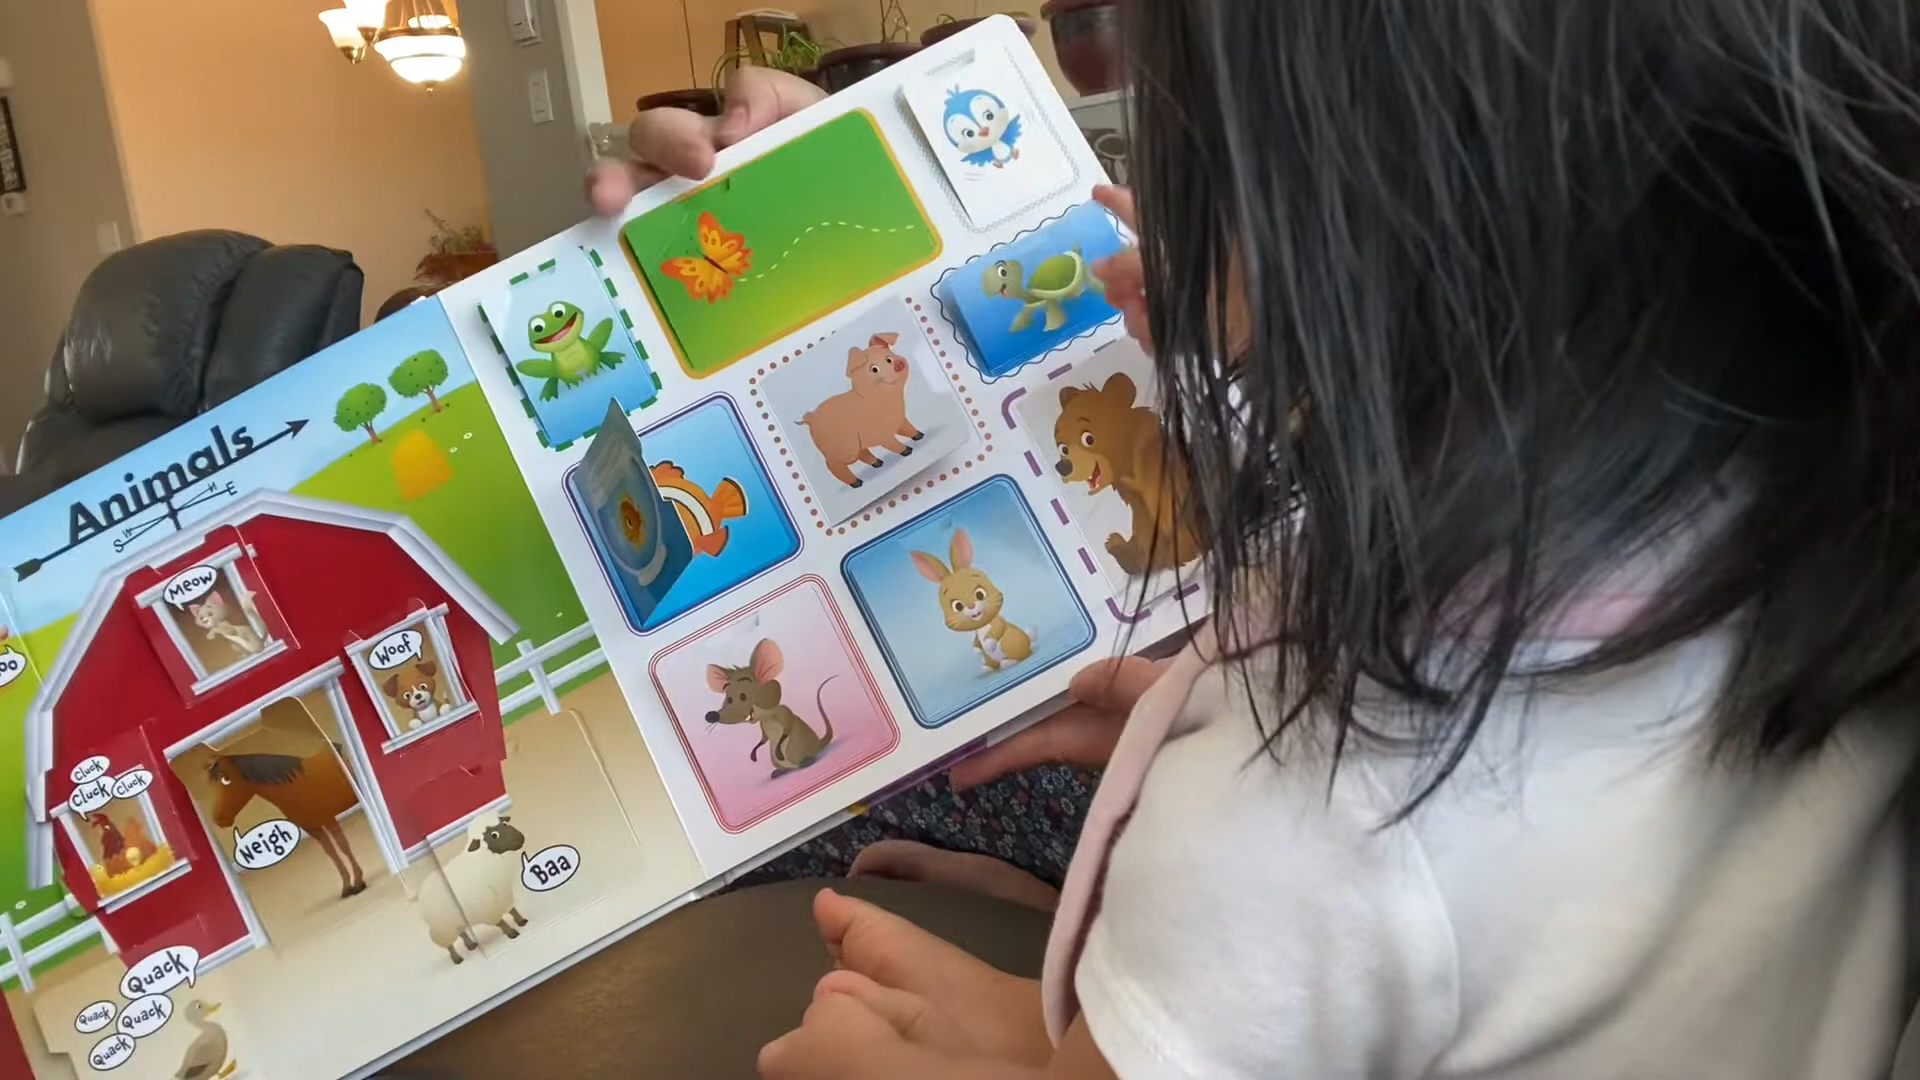 Animals
N
E
W
S
Meow
Woof
Cluck
Cluck
Cluck
Neigh
Baa
Quack
Quack
Quack
Quack